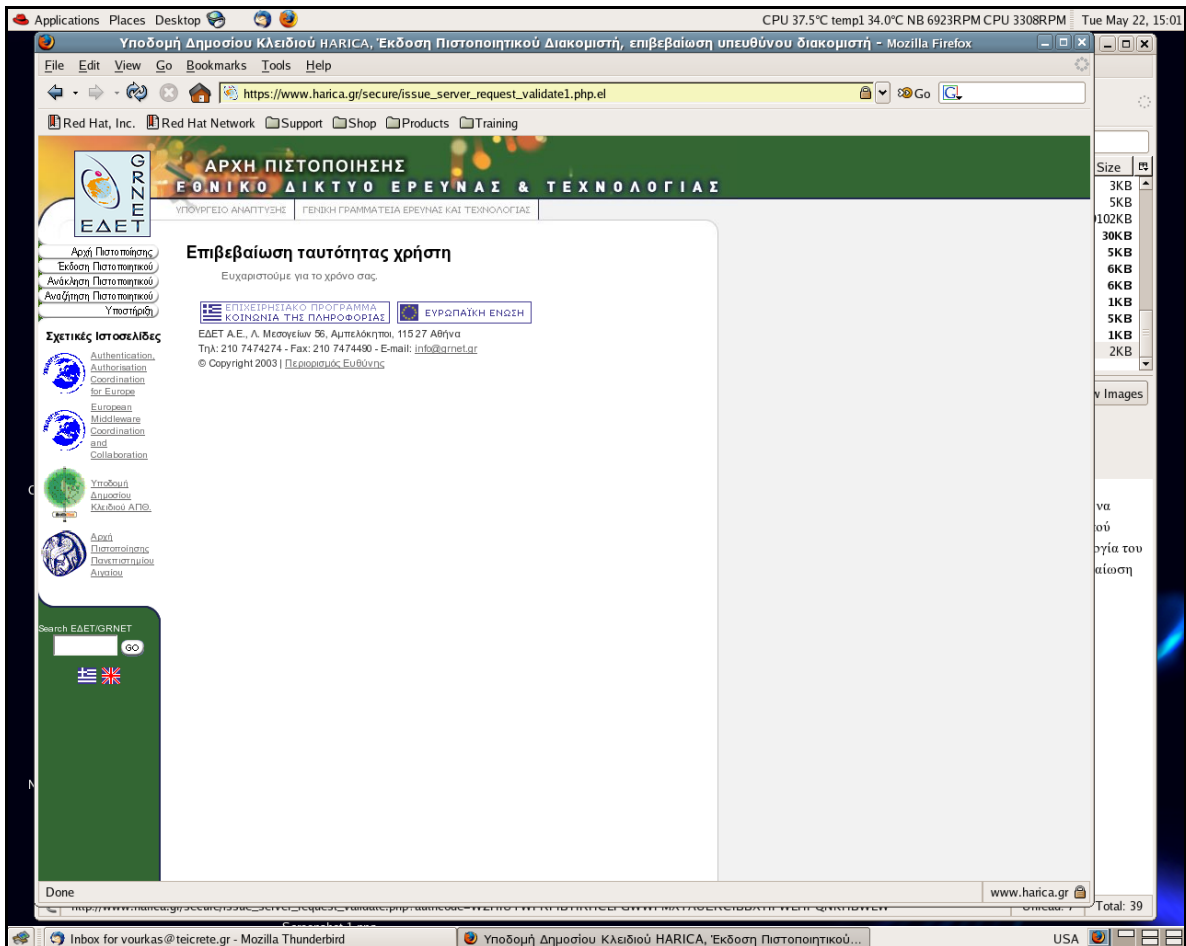 Applications Places Desktop CPU 37.5°C temp1 34.0°C NB 6923RPM CPU 3308RPM Tue May 22, 15:01
Υποδομή Δημοσίου Κλειδιού HARICA, Έκδοση Πιστοποιητικού Διακομιστή, επιβεβαίωση υπευθύνου διακομιστή - Mozilla Firefox
File Edit View Go Bookmarks Tools Help
https://www.harica.gr/secure/issue_server_request_validate1.php.el Go
Red Hat, Inc. Red Hat Network Support Shop Products Training
GRNET
ΕΔΕΤ
ΑΡΧΗ ΠΙΣΤΟΠΟΙΗΣΗΣ
ΕΘΝΙΚΟ ΔΙΚΤΥΟ ΕΡΕΥΝΑΣ & ΤΕΧΝΟΛΟΓΙΑΣ
ΥΠΟΥΡΓΕΙΟ ΑΝΑΠΤΥΞΗΣ ΓΕΝΙΚΗ ΓΡΑΜΜΑΤΕΙΑ ΕΡΕΥΝΑΣ ΚΑΙ ΤΕΧΝΟΛΟΓΙΑΣ
Αρχή Πιστοποίησης
Έκδοση Πιστοποιητικού
Ανάκληση Πιστοποιητικού
Αναζήτηση Πιστοποιητικού
Υποστήριξη
Σχετικές Ιστοσελίδες
Authentication,
Authorisation
Coordination
for Europe
European
Middleware
Coordination
and
Collaboration
Υποδομή
Δημοσίου
Κλειδιού ΑΠΘ.
Αρχή
Πιστοποίησης
Πανεπιστημίου
Αιγαίου
Search ΕΔΕΤ/GRNET
GO
Επιβεβαίωση ταυτότητας χρήστη
Ευχαριστούμε για το χρόνο σας.
ΕΠΙΧΕΙΡΗΣΙΑΚΟ ΠΡΟΓΡΑΜΜΑ
ΚΟΙΝΩΝΙΑ ΤΗΣ ΠΛΗΡΟΦΟΡΙΑΣ
ΕΥΡΩΠΑΪΚΗ ΕΝΩΣΗ
ΕΔΕΤ Α.Ε., Λ. Μεσογείων 56, Αμπελόκηποι, 115 27 Αθήνα
Τηλ: 210 7474274 - Fax: 210 7474490 - E-mail: info@grnet.gr
© Copyright 2003 | Περιορισμός Ευθύνης
Size
3KB
5KB
102KB
30KB
5KB
6KB
6KB
1KB
5KB
1KB
2KB
w Images
να
ού
ογία του
αίωση
Done www.harica.gr
Total: 39
Inbox for vourkas@teicrete.gr - Mozilla Thunderbird Υποδομή Δημοσίου Κλειδιού HARICA, Έκδοση Πιστοποιητικού... USA